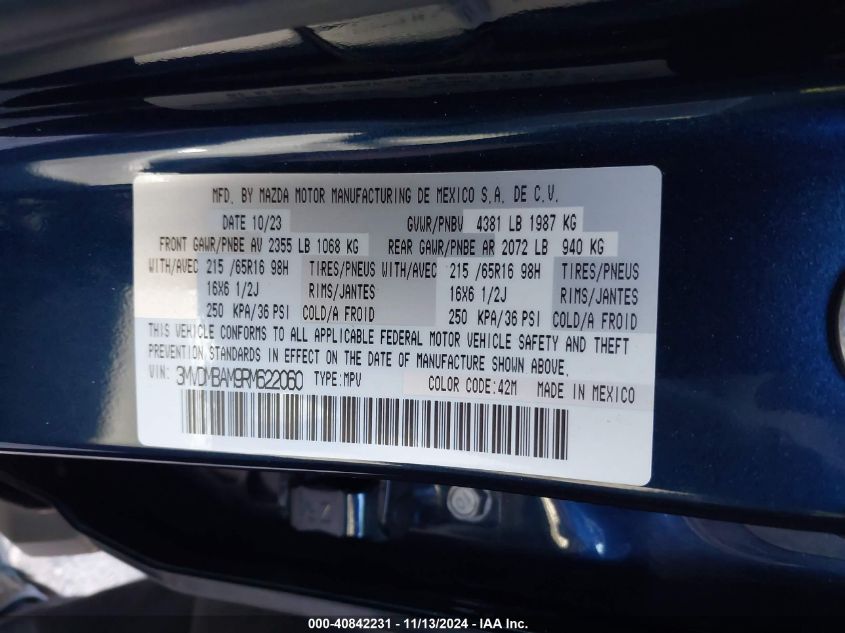 MFD. BY MAZDA MOTOR MANUFACTURING DE MEXICO S.A. DE C.V.
DATE 10/23 GVWR/PNBV 4381 LB 1987 KG
FRONT GAWR/PNBE AV 2355 LB 1068 KG REAR GAWR/PNBE AR 2072 LB 940 KG
WITH/AVEC 215 /65R16 98H TIRES/PNEUS WITH/AVEC 215 /65R16 98H TIRES/PNEUS
16X6 1/2J RIMS/JANTES 16X6 1/2J RIMS/JANTES
250 KPA/36 PSI COLD/A FROID 250 KPA/36 PSI COLD/A FROID
THIS VEHICLE CONFORMS TO ALL APPLICABLE FEDERAL MOTOR VEHICLE SAFETY AND THEFT
PREVENTION STANDARDS IN EFFECT ON THE DATE OF MANUFACTURE SHOWN ABOVE.
VIN: 3MVDMBAM9RM622060 TYPE:MPV COLOR CODE:42M MADE IN MEXICO
000-40842231 - 11/13/2024 - IAA Inc.